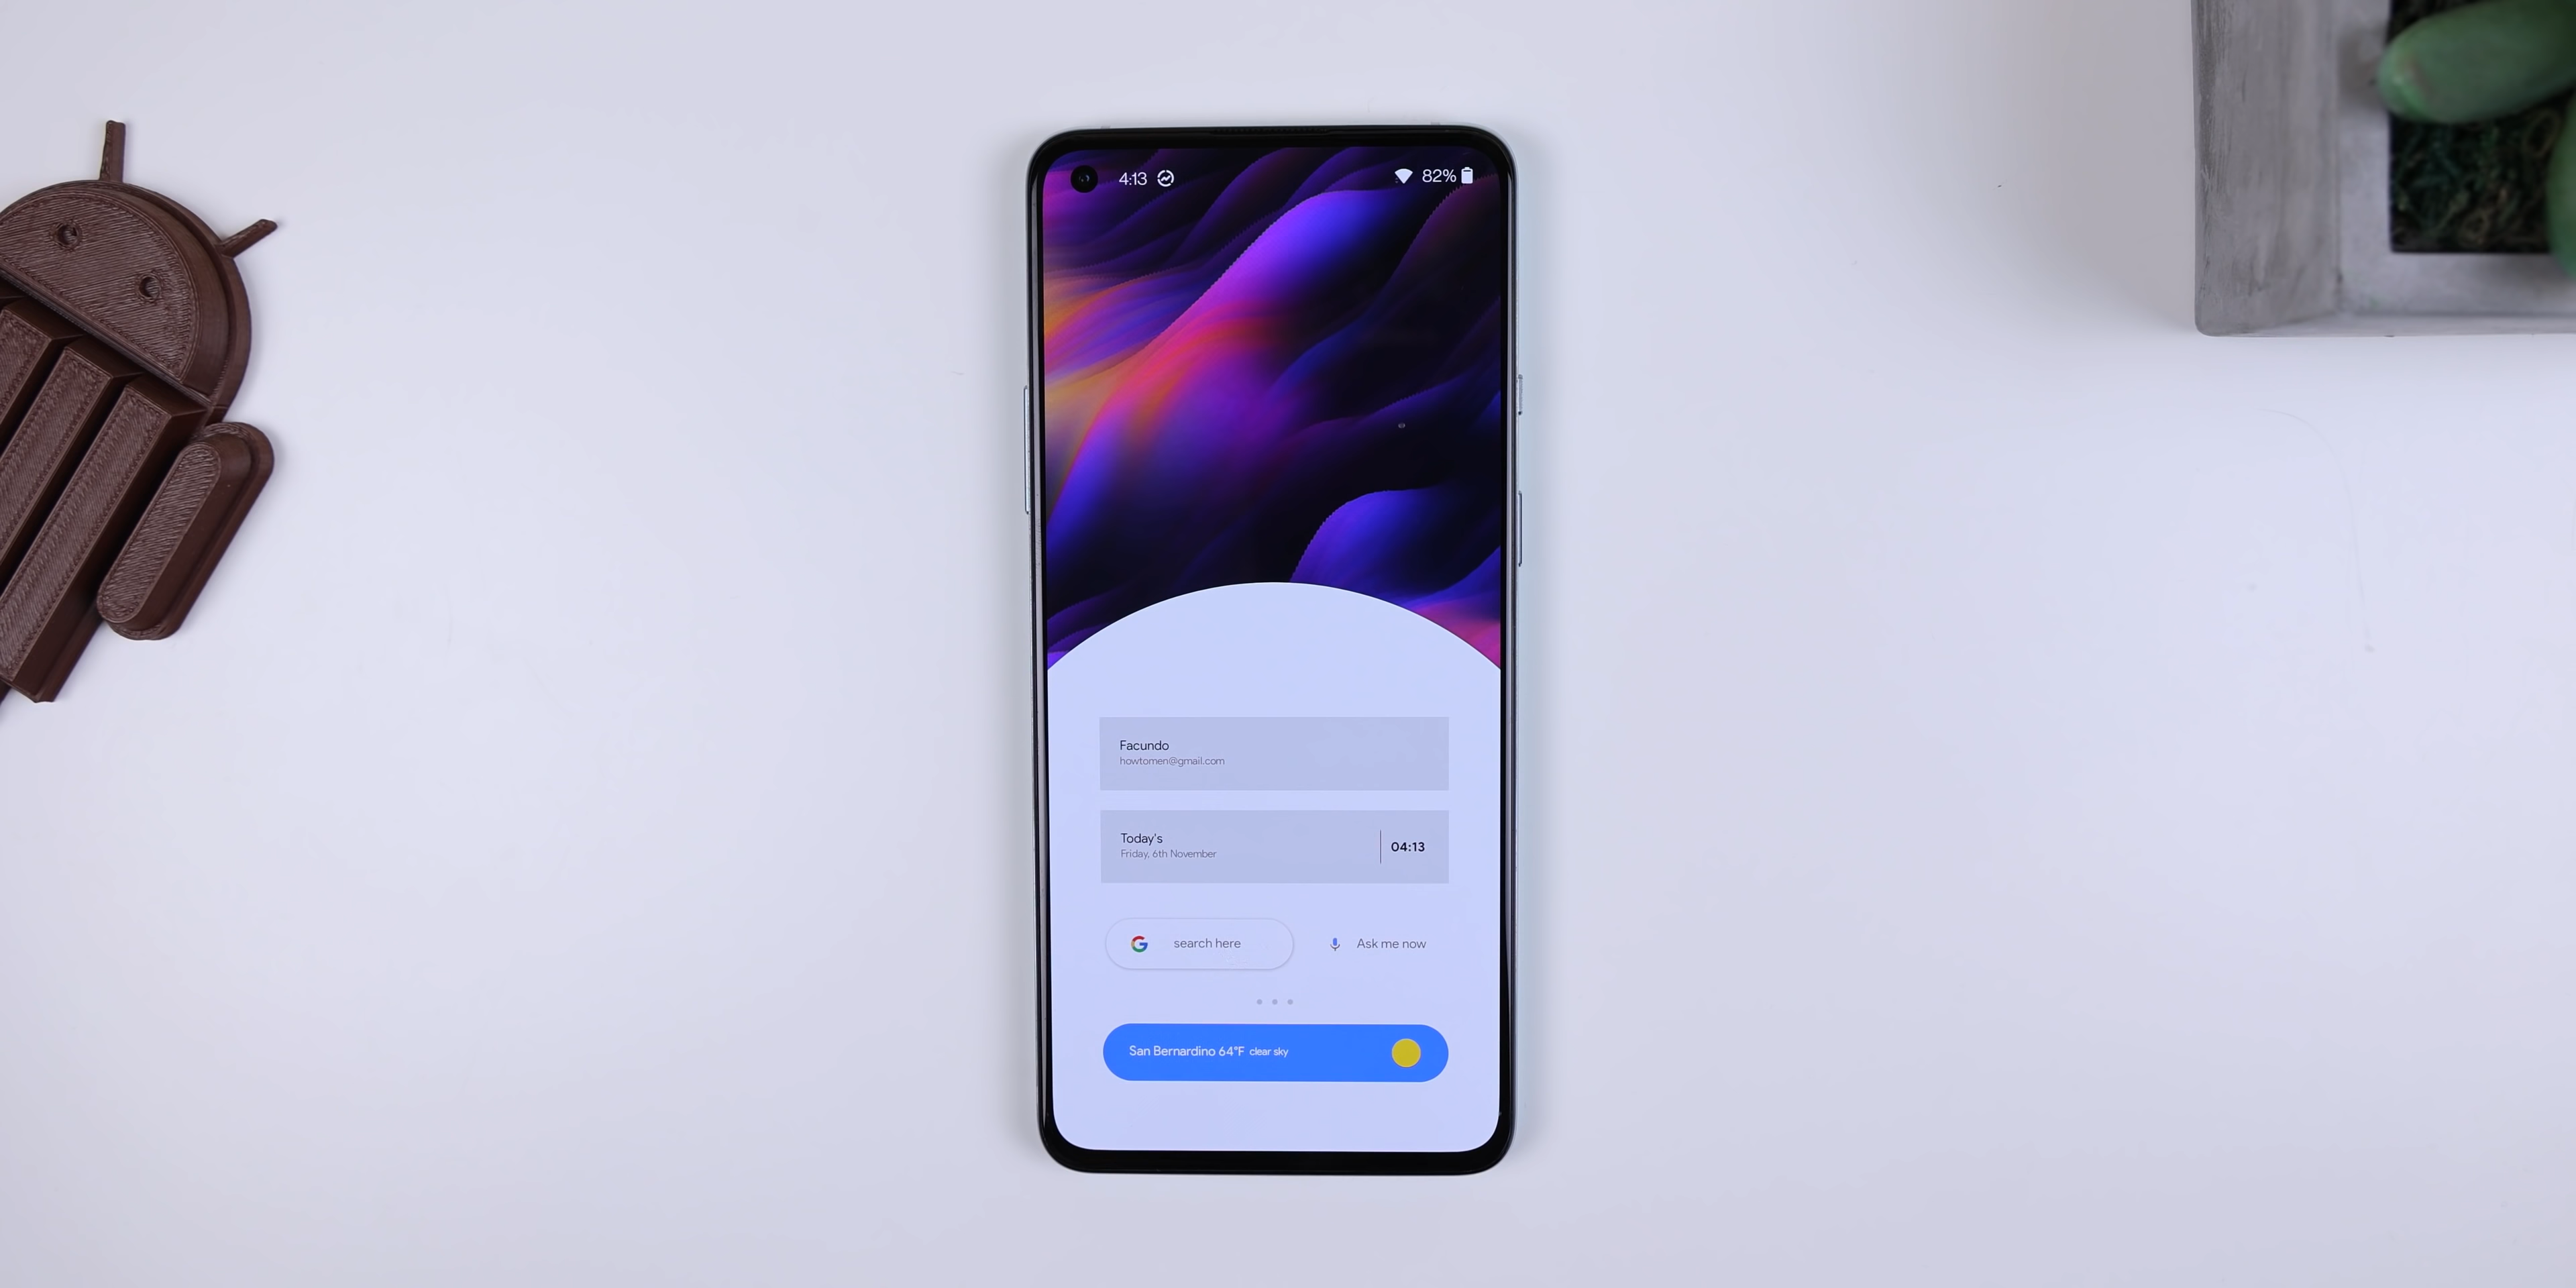 4:13
82%
Facundo
howtomen@gmail.com
Today's
Friday, 6th November
04:13
search here
Ask me now
San Bernardino 64°F clear sky